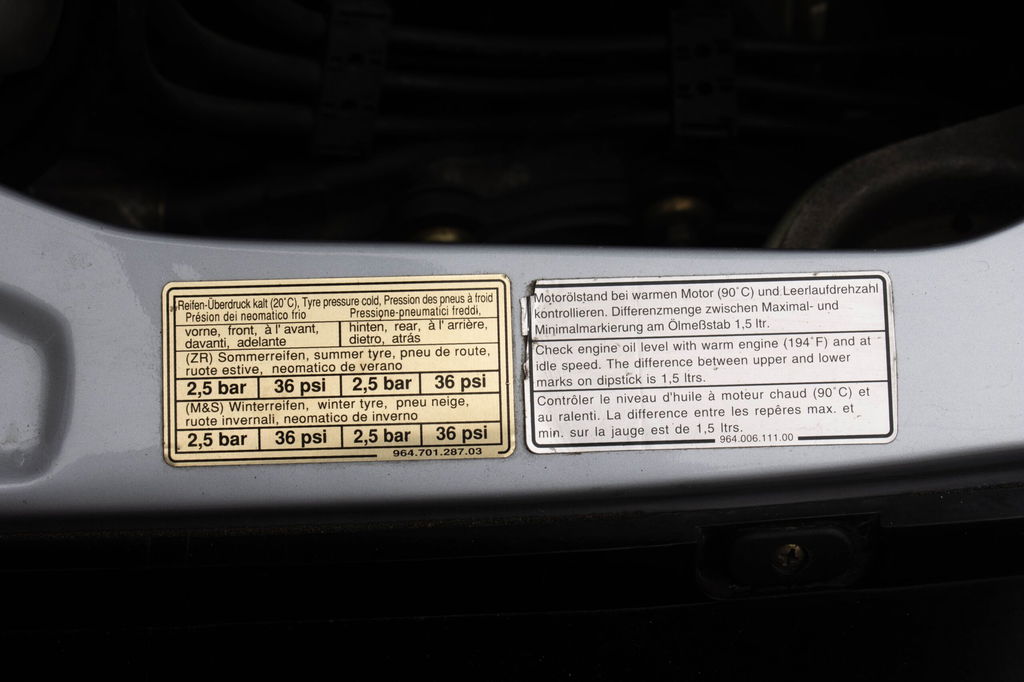 Reifen-Überdruck kalt (20°C), Tyre pressure cold, Pression des pneus à froid
Présion dei neomatico frio Pressione-pneumatici freddi,
vorne, front, à l'avant, hinten, rear, à l'arrière,
davanti, adelante dietro, atrás
(ZR) Sommerreifen, summer tyre, pneu de route,
ruote estive, neomatico de verano
2,5 bar 36 psi 2,5 bar 36 psi
(M&S) Winterreifen, winter tyre, pneu neige,
ruote invernali, neomatico de inverno
2,5 bar 36 psi 2,5 bar 36 psi
964.701.287.03
Motorölstand bei warmen Motor (90°C) und Leerlaufdrehzahl
kontrollieren. Differenzmenge zwischen Maximal- und
Minimalmarkierung am Ölmeßstab 1,5 ltr.
Check engine oil level with warm engine (194°F) and at
idle speed. The difference between upper and lower
marks on dipstick is 1,5 ltrs.
Contrôler le niveau d'huile à moteur chaud (90°C) et
au ralenti. La difference entre les repêres max. et
min. sur la jauge est de 1,5 ltrs.
964.006.111.00